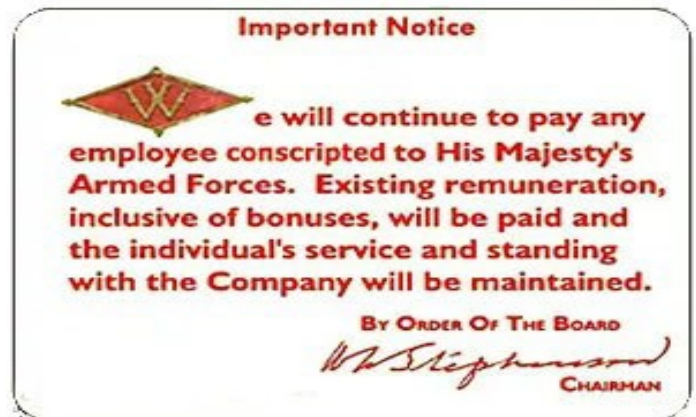 Important Notice
We will continue to pay any
employee conscripted to His Majesty's
Armed Forces. Existing remuneration,
inclusive of bonuses, will be paid and
the individual's service and standing
with the Company will be maintained.
BY ORDER OF THE BOARD
W L Stephenson
CHAIRMAN